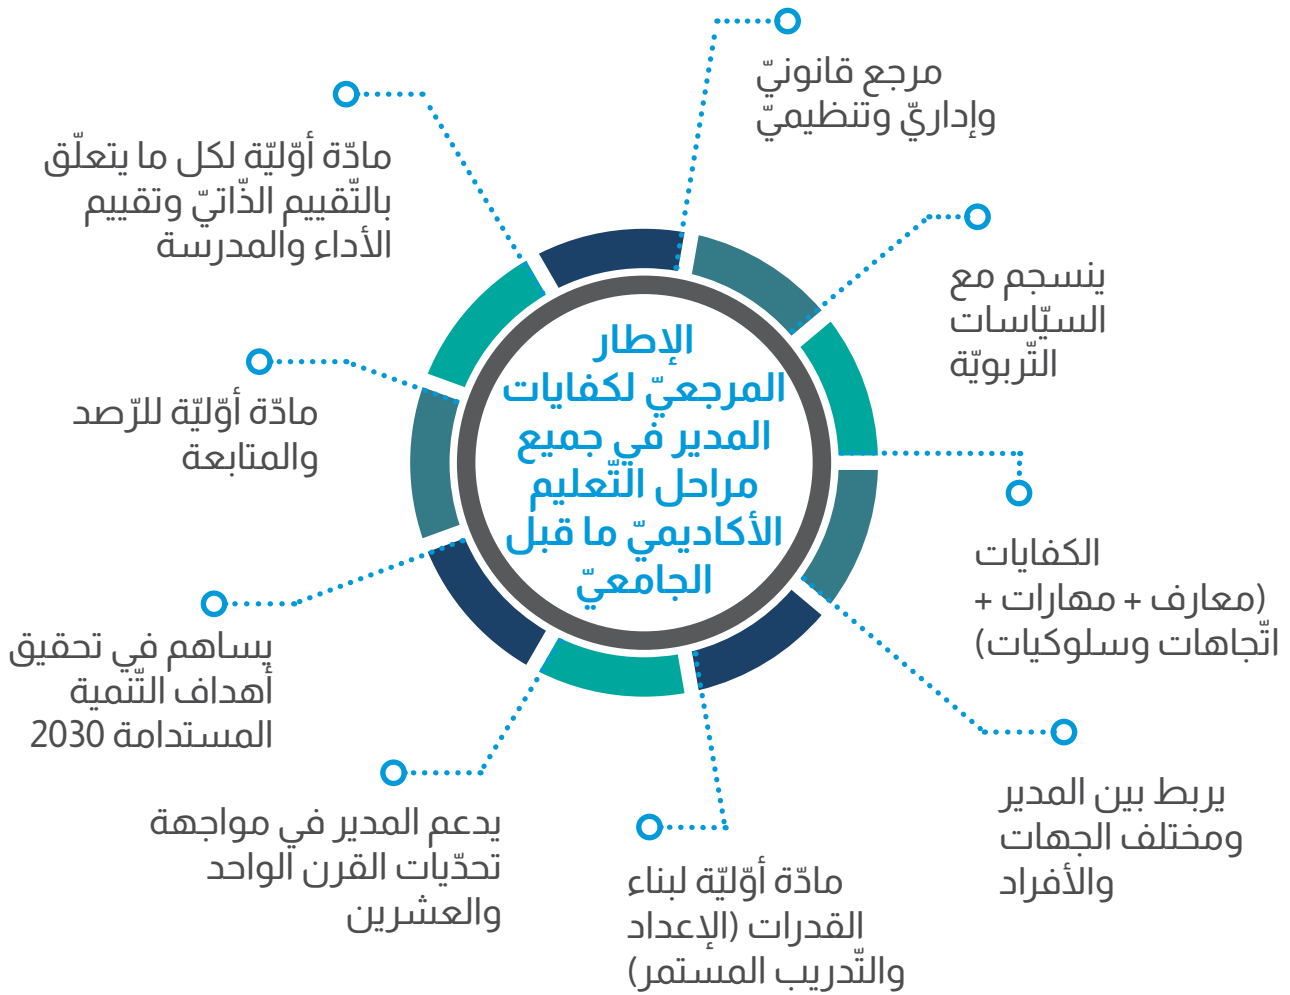 مرجع قانونيّ
وإداريّ وتنظيميّ
ينسجم مع
السيّاسات
التّربويّة
الكفايات
(معارف + مهارات +
اتّجاهات وسلوكيات)
يربط بين المدير
ومختلف الجهات
والأفراد
مادّة أوّليّة لبناء
القدرات (الإعداد
والتّدريب المستمر)
يدعم المدير في مواجهة
تحدّيات القرن الواحد
والعشرين
يساهم في تحقيق
أهداف التّنمية
المستدامة 2030
مادّة أوّليّة للرّصد
والمتابعة
مادّة أوّليّة لكل ما يتعلّق
بالتّقييم الذّاتيّ وتقييم
الأداء والمدرسة
الإطار
المرجعيّ لكفايات
المدير في جميع
مراحل التّعليم
الأكاديميّ ما قبل
الجامعيّ